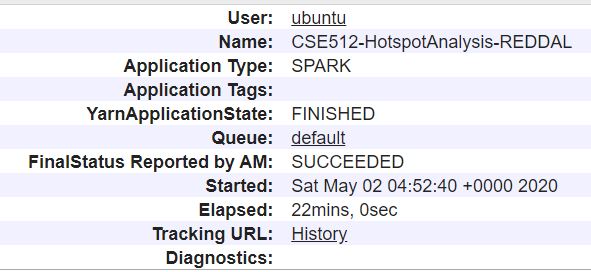 User: ubuntu
Name: CSE512-HotspotAnalysis-REDDAL
Application Type: SPARK
Application Tags:
YarnApplicationState: FINISHED
Queue: default
FinalStatus Reported by AM: SUCCEEDED
Started: Sat May 02 04:52:40 +0000 2020
Elapsed: 22mins, 0sec
Tracking URL: History
Diagnostics: